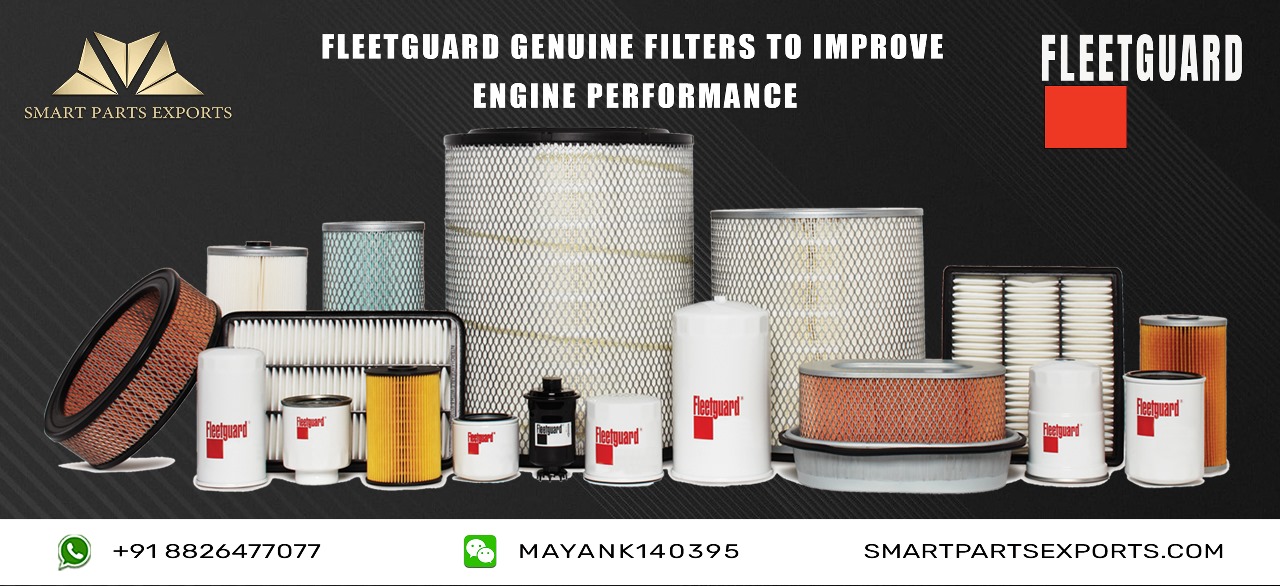 SMART PARTS EXPORTS
FLEETGUARD GENUINE FILTERS TO IMPROVE
ENGINE PERFORMANCE
FLEETGUARD
Fleetguard®
Fleetguard®
Fleetguard®
Fleetguard®
Fleetguard®
Fleetguard®
Fleetguard®
Fleetguard®
+91 8826477077
MAYANK140395
SMARTPARTSEXPORTS.COM